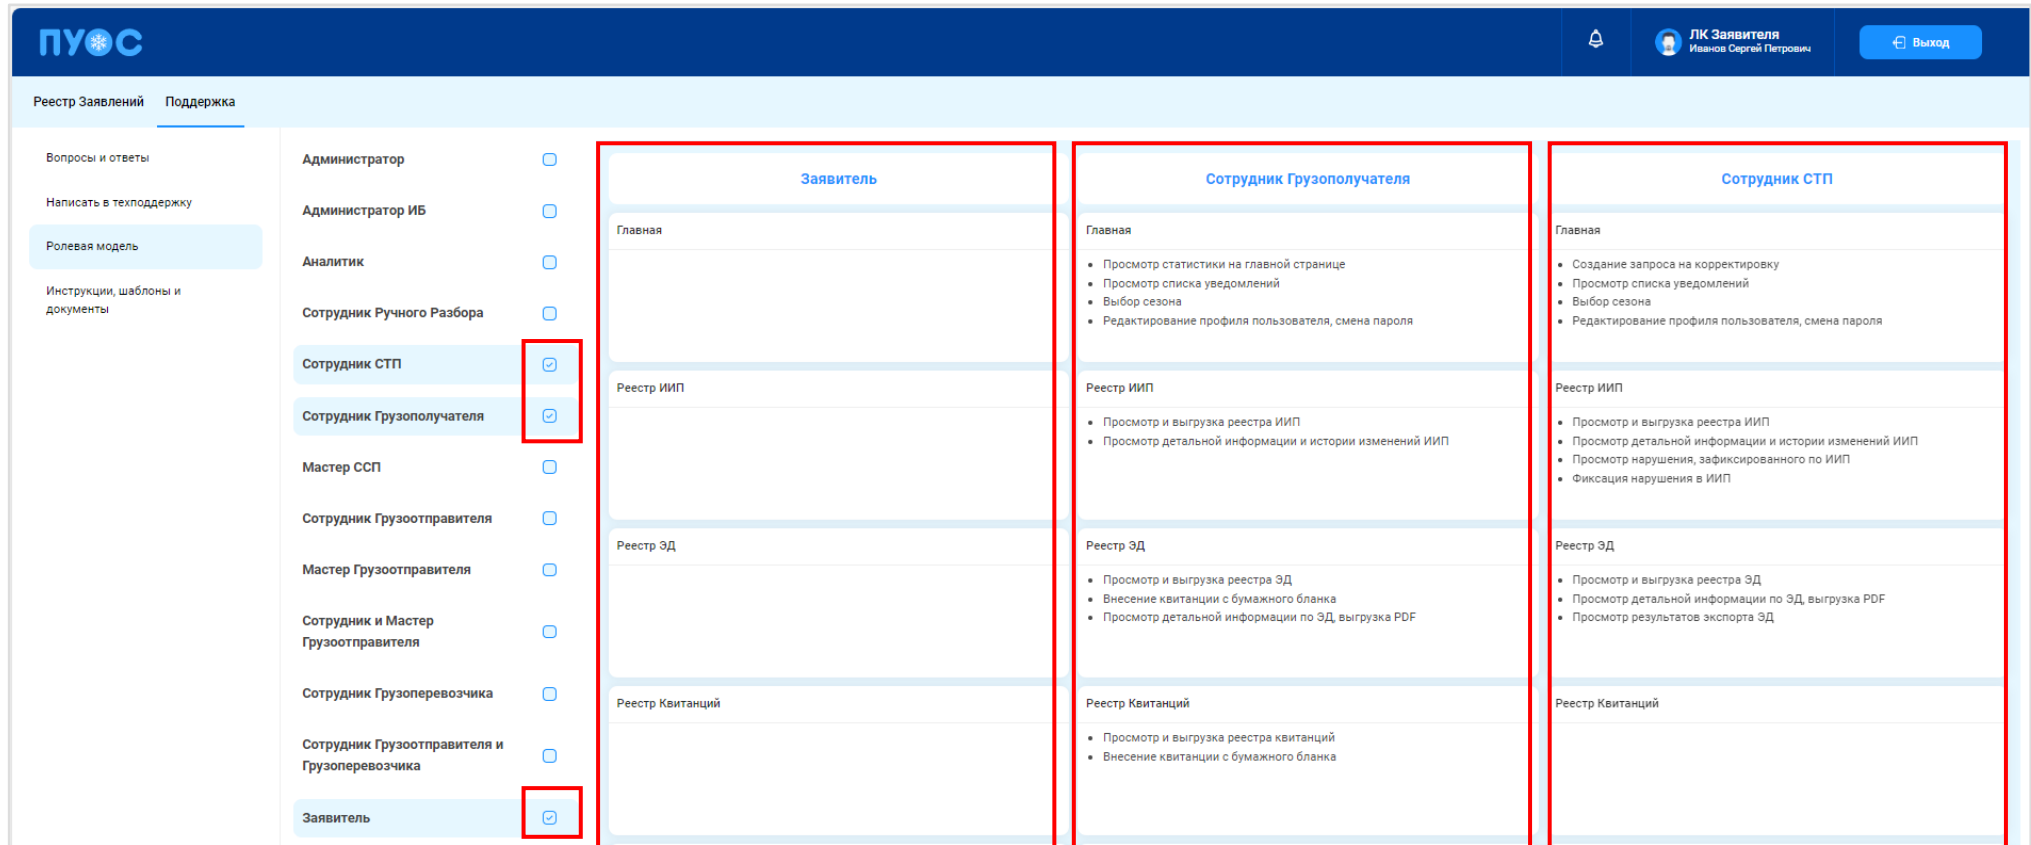 ПУОС
ЛК Заявителя
Иванов Сергей Петрович
Выход
Реестр Заявлений
Поддержка
Вопросы и ответы
Написать в техподдержку
Ролевая модель
Инструкции, шаблоны и
документы
Администратор
Администратор ИБ
Аналитик
Сотрудник Ручного Разбора
Сотрудник СТП
Сотрудник Грузополучателя
Мастер ССП
Сотрудник Грузоотправителя
Мастер Грузоотправителя
Сотрудник и Мастер
Грузоотправителя
Сотрудник Грузоперевозчика
Сотрудник Грузоотправителя и
Грузоперевозчика
Заявитель
Заявитель
Главная
Реестр ИИП
Реестр ЭД
Реестр Квитанций
Сотрудник Грузополучателя
Главная
• Просмотр статистики на главной странице
• Просмотр списка уведомлений
• Выбор сезона
• Редактирование профиля пользователя, смена пароля
Реестр ИИП
• Просмотр и выгрузка реестра ИИП
• Просмотр детальной информации и истории изменений ИИП
Реестр ЭД
• Просмотр и выгрузка реестра ЭД
• Внесение квитанции с бумажного бланка
• Просмотр детальной информации по ЭД, выгрузка PDF
Реестр Квитанций
• Просмотр и выгрузка реестра квитанций
• Внесение квитанции с бумажного бланка
Сотрудник СТП
Главная
• Создание запроса на корректировку
• Просмотр списка уведомлений
• Выбор сезона
• Редактирование профиля пользователя, смена пароля
Реестр ИИП
• Просмотр и выгрузка реестра ИИП
• Просмотр детальной информации и истории изменений ИИП
• Просмотр нарушения, зафиксированного по ИИП
• Фиксация нарушения в ИИП
Реестр ЭД
• Просмотр и выгрузка реестра ЭД
• Просмотр детальной информации по ЭД, выгрузка PDF
• Просмотр результатов экспорта ЭД
Реестр Квитанций